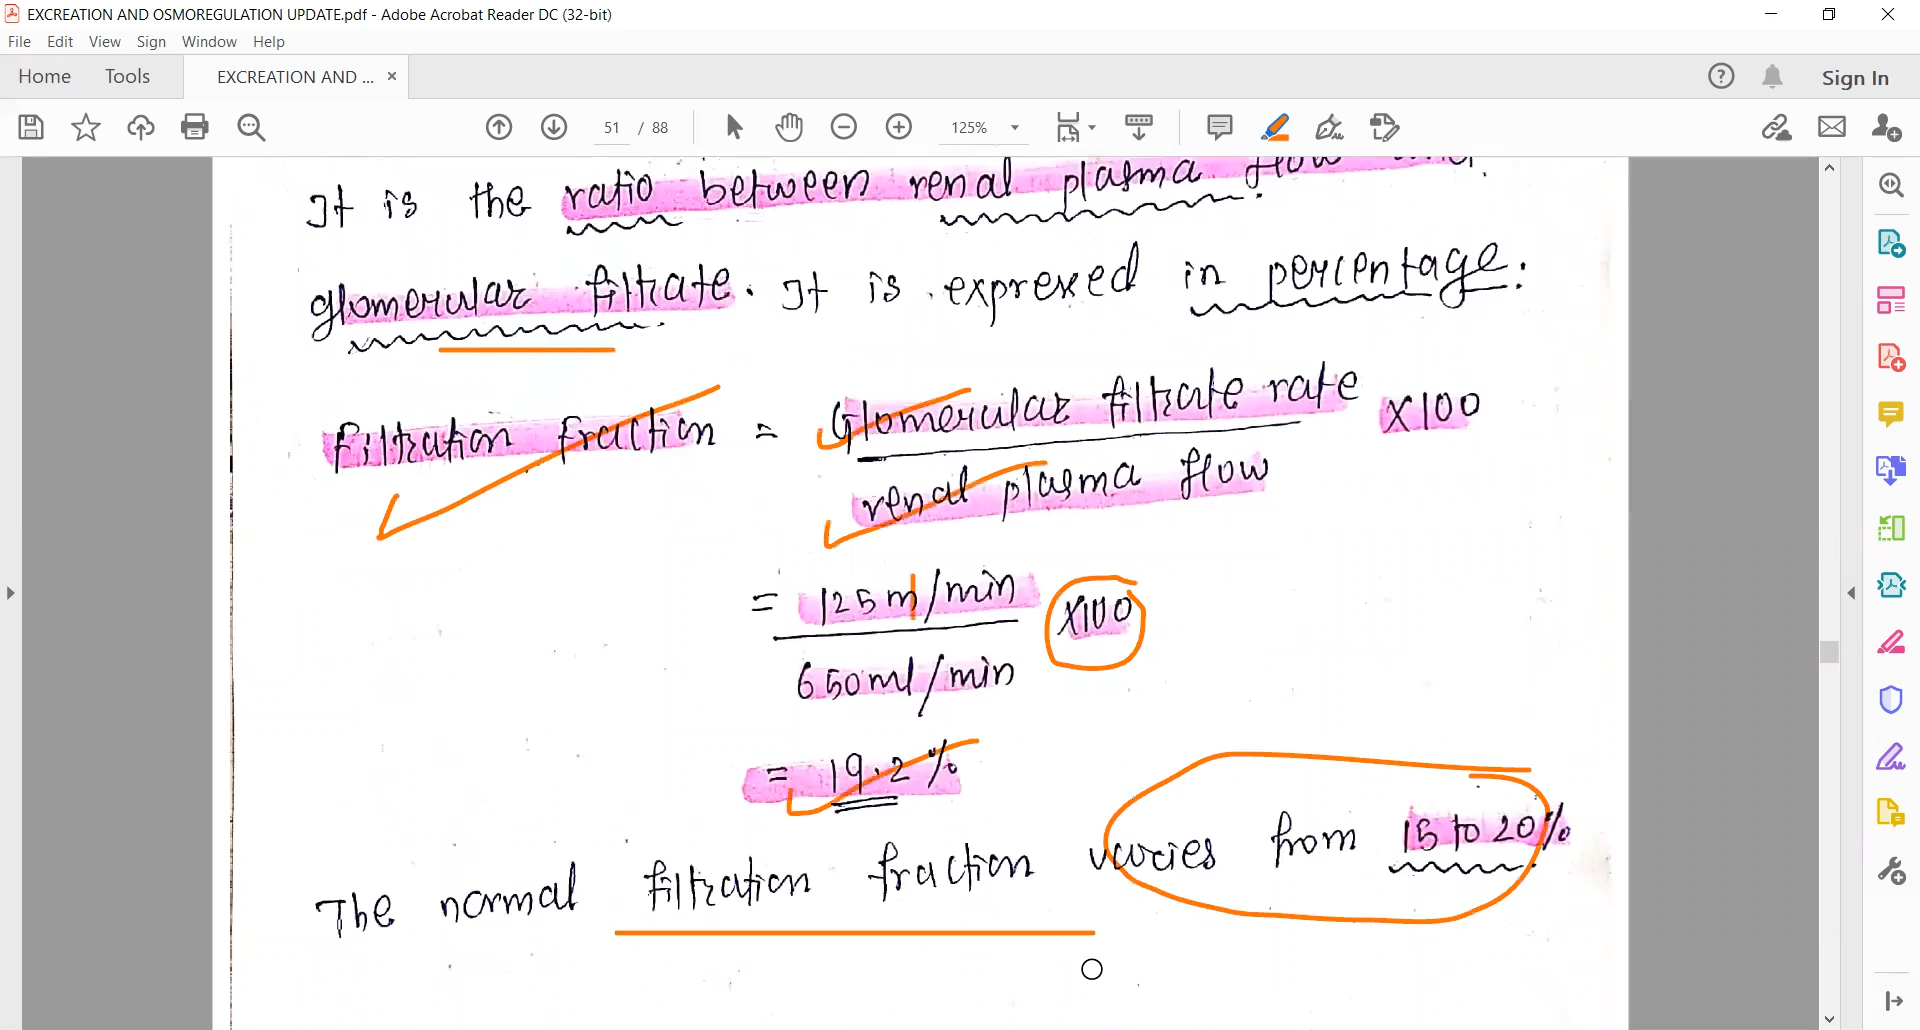 EXCREATION AND OSMOREGULATION UPDATE.pdf - Adobe Acrobat Reader DC (32-bit)
File Edit View Sign Window Help
Home Tools EXCREATION AND ... × Sign In
51 / 88 125%
It is the ratio between renal plasma flow
glomerular filtrate. It is expressed in percentage.
Filtration fraction = Glomerular filtrate rate X100
renal plasma flow
= 125ml/min X100
650ml/min
= 19.2%
The normal filtration fraction varies from 15 to 20%